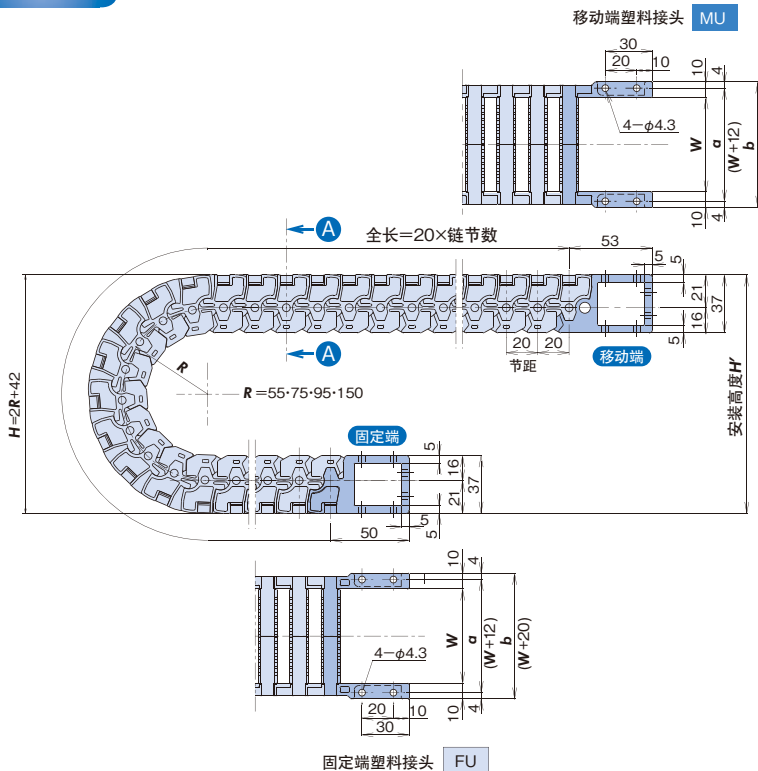 移动端塑料接头 MU
30
20 10
10
4
4－φ4.3
W
a
(W+12)
b
10
4
A
全长＝20×链节数
53
5
5
21
16
37
5
A
20 20
节距
移动端
R
R＝55·75·95·150
H=2R+42
安装高度H′
固定端
5
16
21
37
5
5
50
10
4
W
a
(W+12)
b
(W+20)
4－φ4.3
20 10
30
10
4
固定端塑料接头 FU